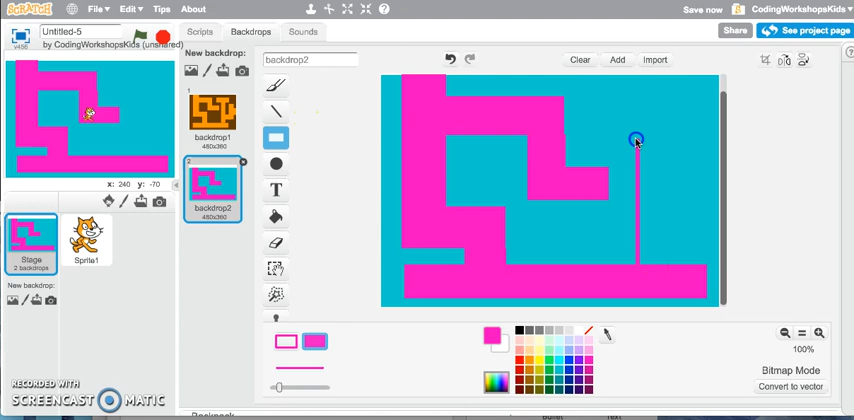 SCRATCH File Edit Tips About Save now CodingWorkshopsKids
Share See project page
v456 Untitled-5
by CodingWorkshopsKids (unshared)
Scripts Backdrops Sounds
New backdrop:
backdrop2
Clear Add Import
1
backdrop1
480x360
2
backdrop2
480x360
T
x: 240 y: -70
Stage
2 backdrops
Sprite1
New backdrop:
100%
Bitmap Mode
Convert to vector
RECORDED WITH
SCREENCAST MATIC
Backpack